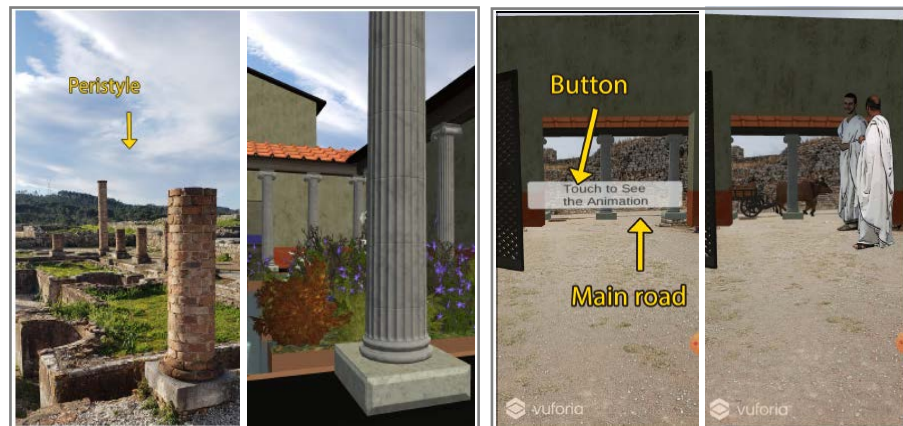 Peristyle
Button
Touch to See
the Animation
Main road
vuforia
vuforia